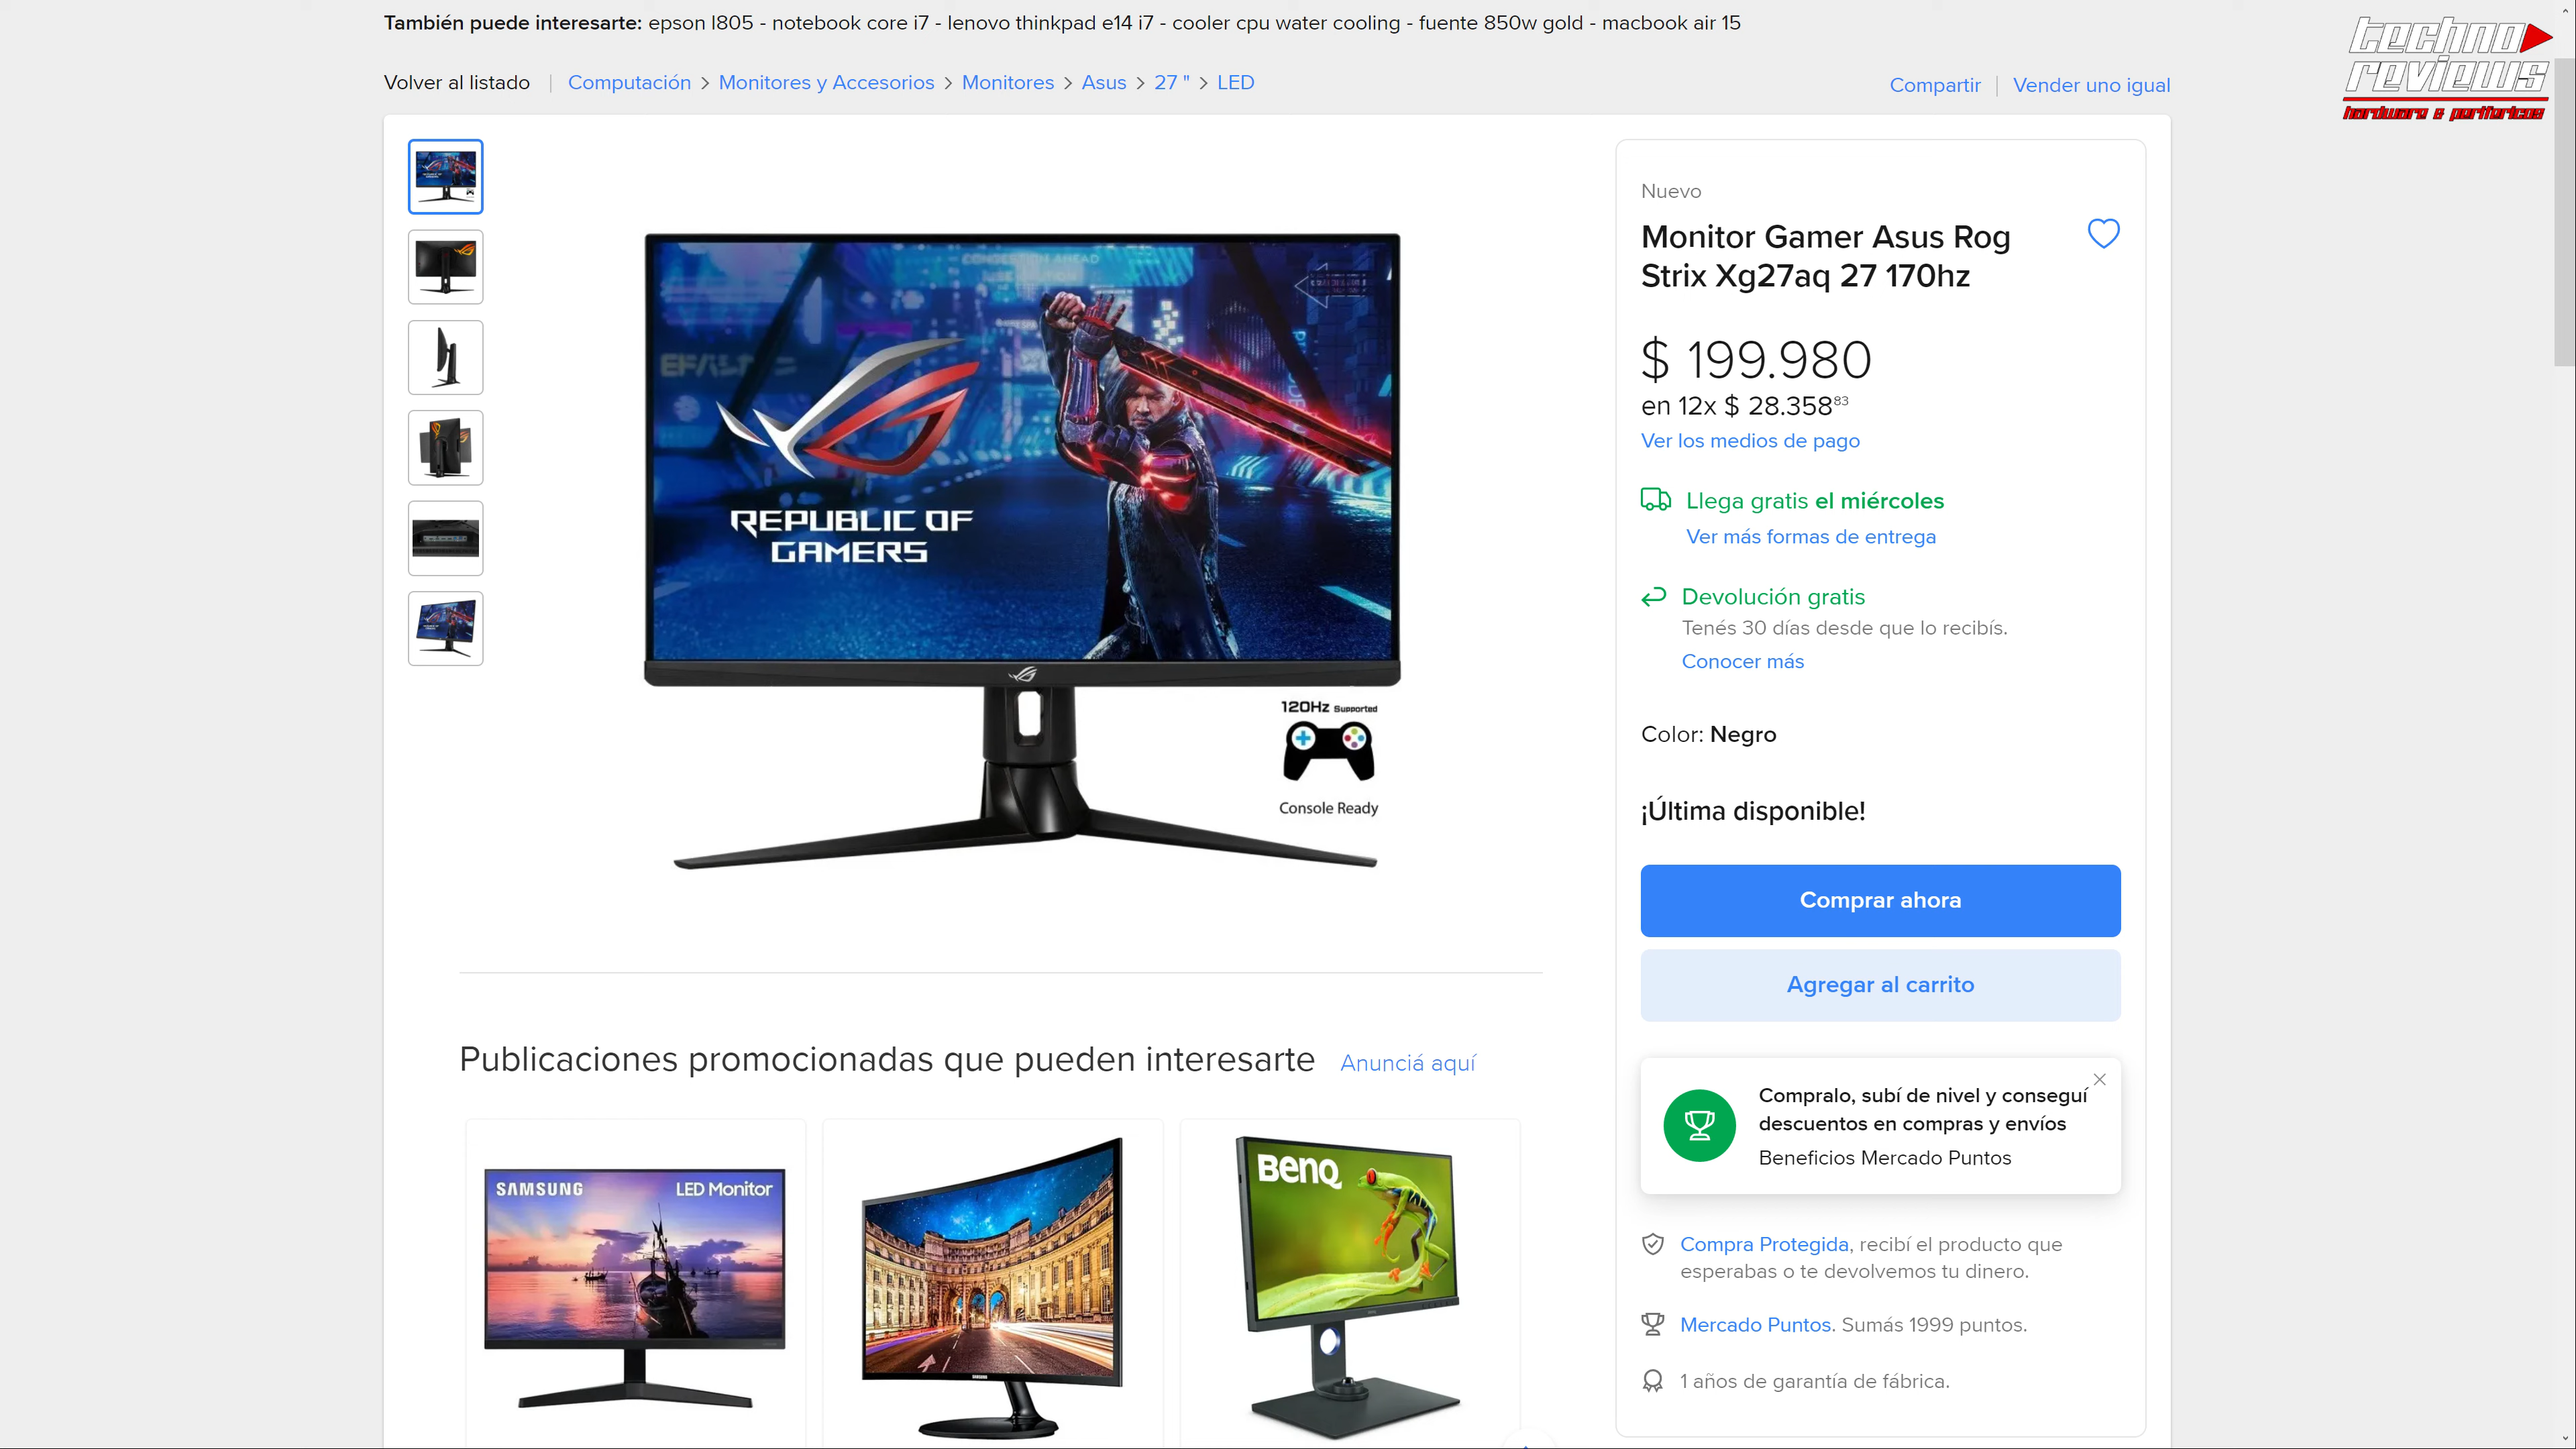 También puede interesarte: epson l805 - notebook core i7 - lenovo thinkpad e14 i7 - cooler cpu water cooling - fuente 850w gold - macbook air 15
techno
reviews
hardware & perifericos
Volver al listado | Computación > Monitores y Accesorios > Monitores > Asus > 27 " > LED
Compartir | Vender uno igual
CONGESTION AHEAD
REPUBLIC OF
GAMERS
120Hz Supported
Console Ready
Nuevo
Monitor Gamer Asus Rog
Strix Xg27aq 27 170hz
$ 199.980
en 12x $ 28.358 83
Ver los medios de pago
Llega gratis el miércoles
Ver más formas de entrega
Devolución gratis
Tenés 30 días desde que lo recibís.
Conocer más
Color: Negro
¡Última disponible!
Comprar ahora
Agregar al carrito
Compralo, subí de nivel y conseguí
descuentos en compras y envíos
Beneficios Mercado Puntos
Compra Protegida, recibí el producto que
esperabas o te devolvemos tu dinero.
Mercado Puntos. Sumás 1999 puntos.
1 años de garantía de fábrica.
Publicaciones promocionadas que pueden interesarte Anunciá aquí
SAMSUNG LED Monitor
SAMSUNG
BenQ